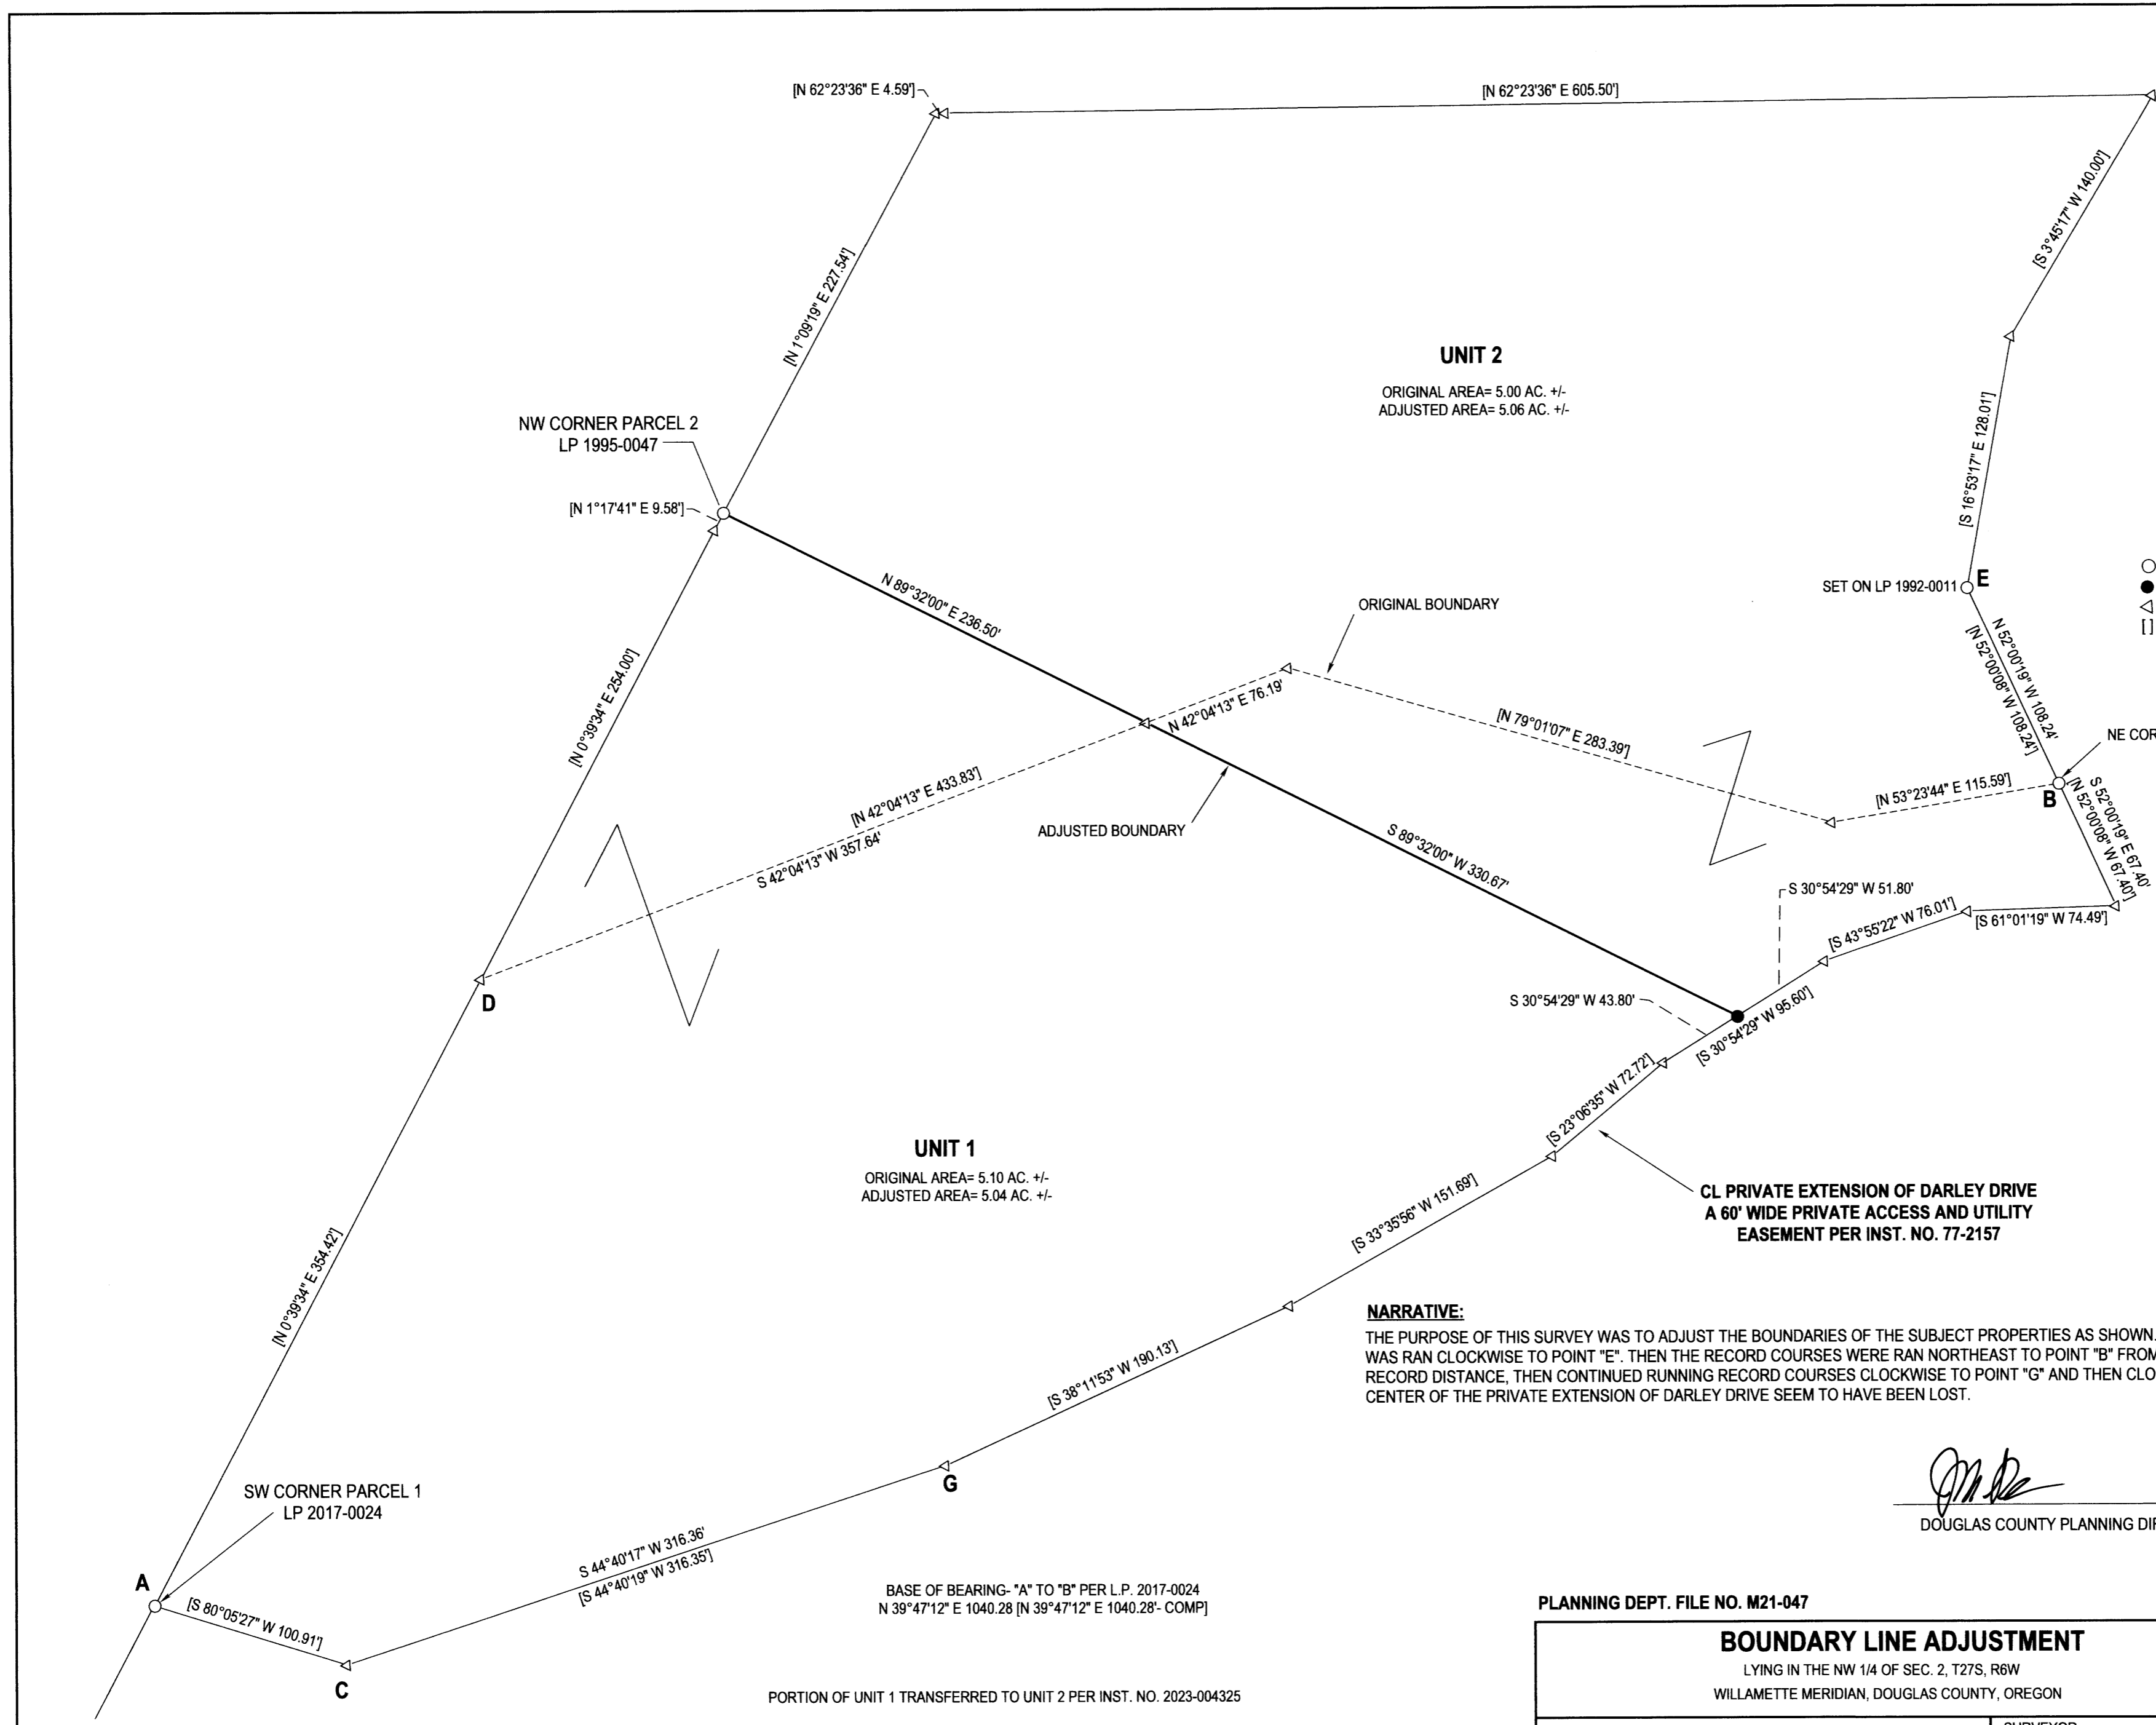 [N 62°23'36" E 4.59']
[N 62°23'36" E 605.50']
[S 3°45'17" W 140.00']
[N 1°09'19" E 227.54']
UNIT 2
ORIGINAL AREA= 5.00 AC. +/-
ADJUSTED AREA= 5.06 AC. +/-
[S 16°53'17" E 128.01']
NW CORNER PARCEL 2
LP 1995-0047
[N 1°17'41" E 9.58']
N 89°32'00" E 236.50'
SET ON LP 1992-0011
E
[ ]
ORIGINAL BOUNDARY
N 52°00'19" W 108.24'
[N 52°00'08" W 108.24']
[N 0°39'34" E 254.00']
N 42°04'13" E 76.19'
[N 79°01'07" E 283.39']
NE COR
[N 53°23'44" E 115.59']
B
S 52°00'19" E 67.40'
[N 52°00'08" W 67.40']
[N 42°04'13" E 433.83']
S 42°04'13" W 357.64'
ADJUSTED BOUNDARY
S 89°32'00" W 330.67'
S 30°54'29" W 51.80'
[S 43°55'22" W 76.01']
[S 61°01'19" W 74.49']
D
S 30°54'29" W 43.80'
[S 30°54'29" W 95.60']
[S 23°06'35" W 72.72']
UNIT 1
ORIGINAL AREA= 5.10 AC. +/-
ADJUSTED AREA= 5.04 AC. +/-
[S 33°35'56" W 151.69']
CL PRIVATE EXTENSION OF DARLEY DRIVE
A 60' WIDE PRIVATE ACCESS AND UTILITY
EASEMENT PER INST. NO. 77-2157
[N 0°39'34" E 354.42']
[S 38°11'53" W 190.13']
NARRATIVE:
THE PURPOSE OF THIS SURVEY WAS TO ADJUST THE BOUNDARIES OF THE SUBJECT PROPERTIES AS SHOWN.
WAS RAN CLOCKWISE TO POINT "E". THEN THE RECORD COURSES WERE RAN NORTHEAST TO POINT "B" FROM
RECORD DISTANCE, THEN CONTINUED RUNNING RECORD COURSES CLOCKWISE TO POINT "G" AND THEN CLO
CENTER OF THE PRIVATE EXTENSION OF DARLEY DRIVE SEEM TO HAVE BEEN LOST.
G
SW CORNER PARCEL 1
LP 2017-0024
DOUGLAS COUNTY PLANNING DI
S 44°40'17" W 316.36'
[S 44°40'19" W 316.35']
A
[S 80°05'27" W 100.91']
C
BASE OF BEARING- "A" TO "B" PER L.P. 2017-0024
N 39°47'12" E 1040.28 [N 39°47'12" E 1040.28'- COMP]
PORTION OF UNIT 1 TRANSFERRED TO UNIT 2 PER INST. NO. 2023-004325
PLANNING DEPT. FILE NO. M21-047
BOUNDARY LINE ADJUSTMENT
LYING IN THE NW 1/4 OF SEC. 2, T27S, R6W
WILLAMETTE MERIDIAN, DOUGLAS COUNTY, OREGON